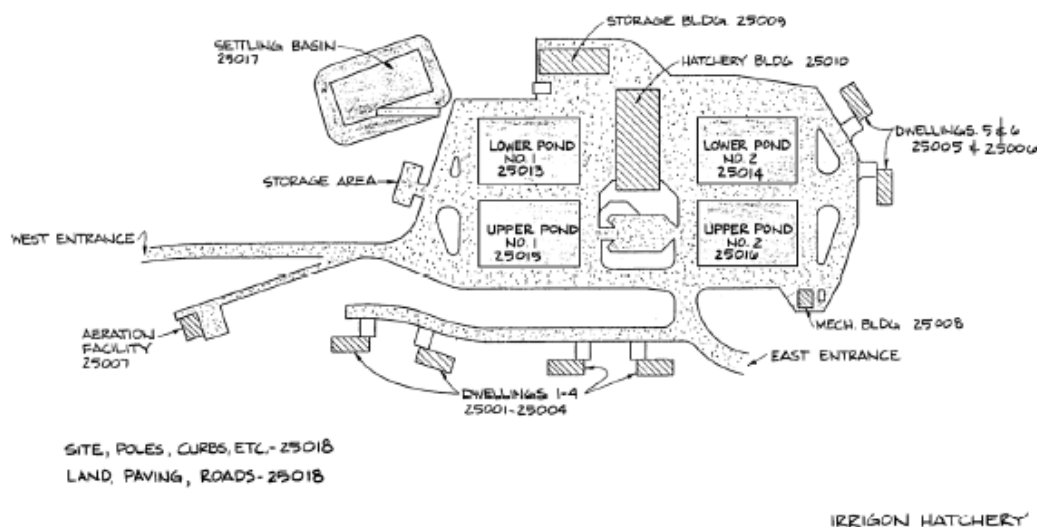 STORAGE BLDG. 25009
SETTLING BASIN
25017
HATCHERY BLDG 25010
DWELLINGS 5 & 6
25005 & 25006
LOWER POND
NO. 1
25013
LOWER POND
NO. 2
25014
STORAGE AREA
UPPER POND
NO. 1
25015
UPPER POND
NO. 2
25016
WEST ENTRANCE
AERATION
FACILITY
25007
MECH. BLDG 25008
EAST ENTRANCE
DWELLINGS 1-4
25001-25004
SITE, POLES, CURBS, ETC.-25018
LAND, PAVING, ROADS-25018
IRRIGON HATCHERY